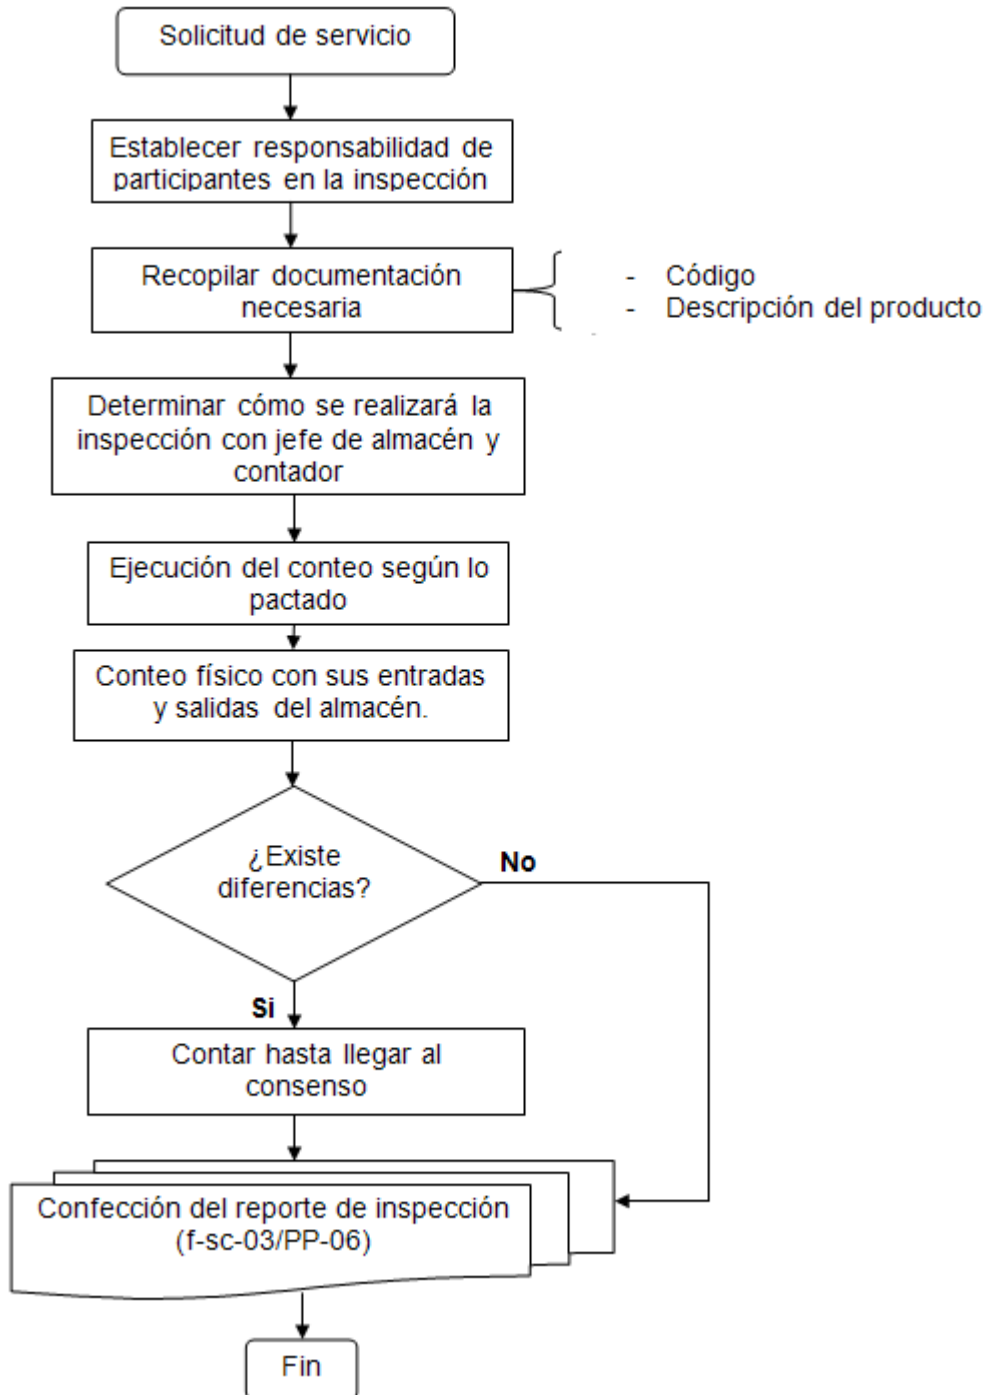 Solicitud de servicio
Establecer responsabilidad de
participantes en la inspección
Recopilar documentación
necesaria
- Código
- Descripción del producto
Determinar cómo se realizará la
inspección con jefe de almacén y
contador
Ejecución del conteo según lo
pactado
Conteo físico con sus entradas
y salidas del almacén.
¿Existe
diferencias?
No
Si
Contar hasta llegar al
consenso
Confección del reporte de inspección
(f-sc-03/PP-06)
Fin